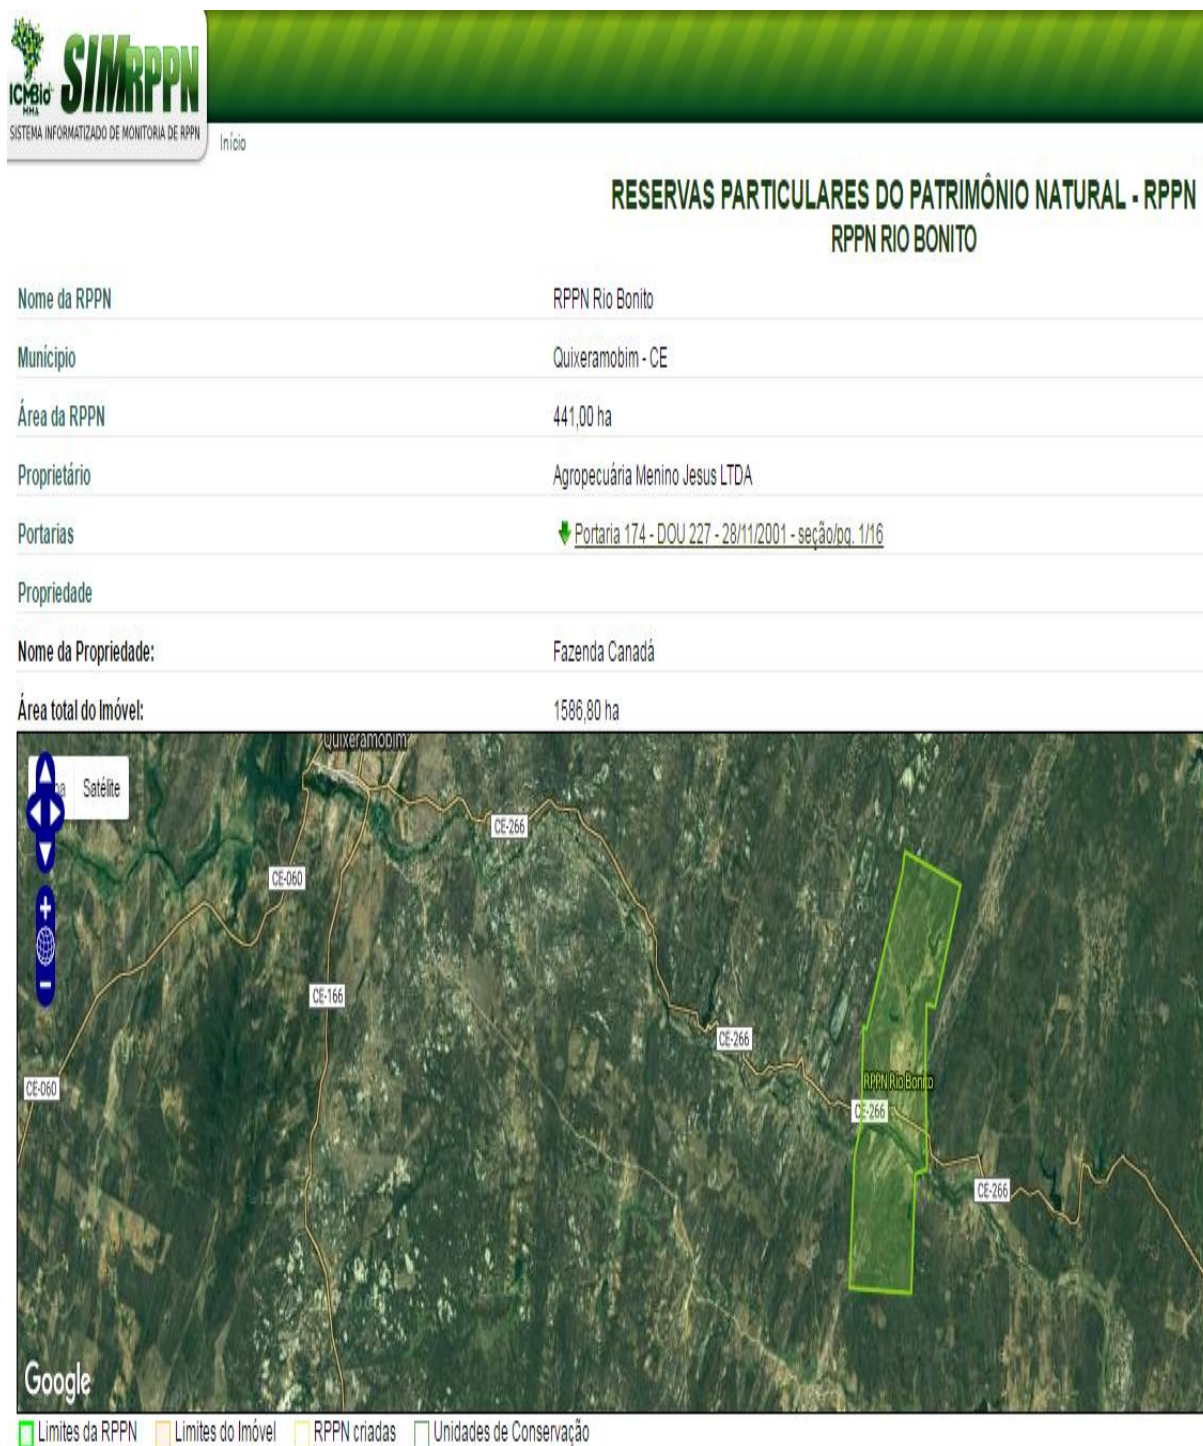 ICMBio
MMA
SIMRPPN
SISTEMA INFORMATIZADO DE MONITORIA DE RPPN
Início
RESERVAS PARTICULARES DO PATRIMÔNIO NATURAL - RPPN
RPPN RIO BONITO
Nome da RPPN RPPN Rio Bonito
Munícipio Quixeramobim - CE
Área da RPPN 441,00 ha
Proprietário Agropecuária Menino Jesus LTDA
Portarias Portaria 174 - DOU 227 - 28/11/2001 - seção/pg. 1/16
Propriedade
Nome da Propriedade: Fazenda Canadá
Área total do Imóvel: 1586,80 ha
Quixeramobim
Satélite
CE-266
CE-060
CE-166
CE-266
RPPN Rio Bonito
CE-060
CE-266
CE-266
Google
Limites da RPPN Limites do Imóvel RPPN criadas Unidades de Conservação